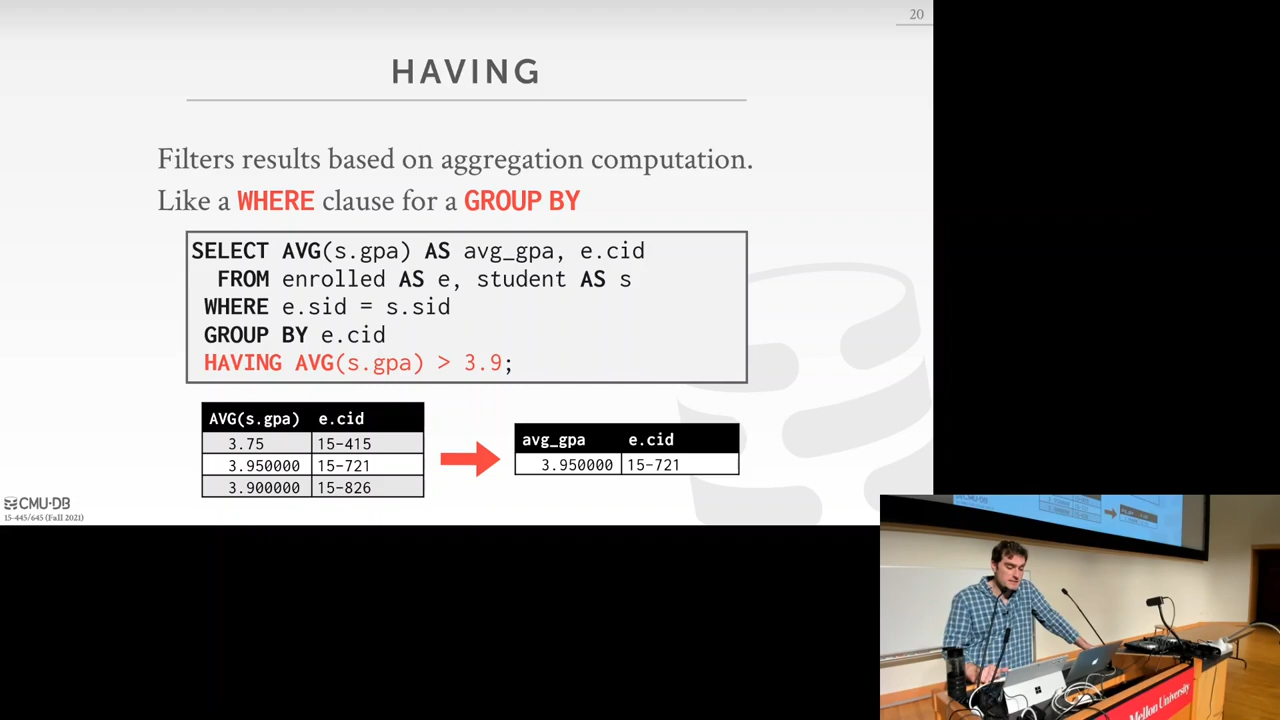 20
HAVING
Filters results based on aggregation computation.
Like a WHERE clause for a GROUP BY
SELECT AVG(s.gpa) AS avg_gpa, e.cid
FROM enrolled AS e, student AS s
WHERE e.sid = s.sid
GROUP BY e.cid
HAVING AVG(s.gpa) > 3.9;
AVG(s.gpa) e.cid
3.75 15-415
3.950000 15-721
3.900000 15-826
avg_gpa e.cid
3.950000 15-721
CMU·DB
15-445/645 (Fall 2021)
Mellon University